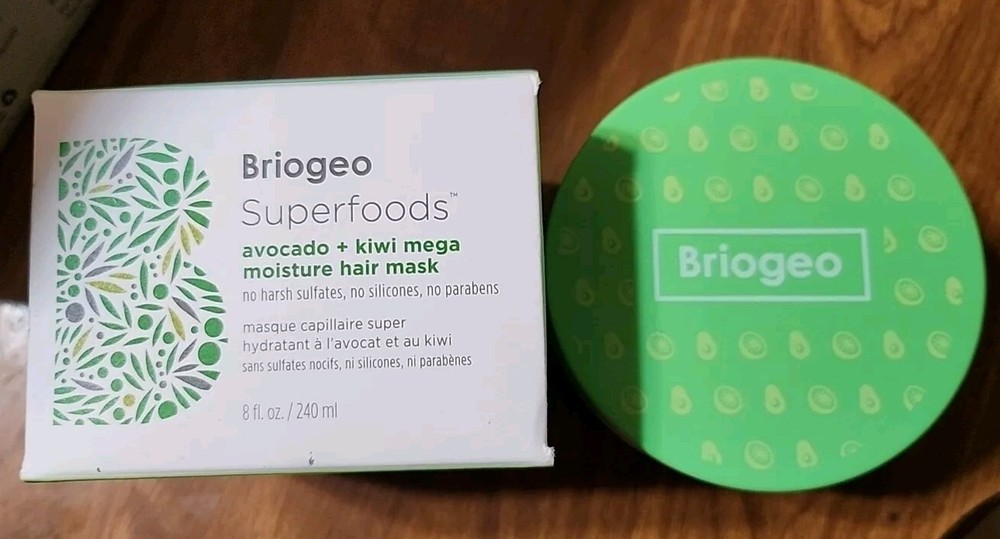 Briogeo
Superfoods™
avocado + kiwi mega
moisture hair mask
no harsh sulfates, no silicones, no parabens
masque capillaire super
hydratant à l'avocat et au kiwi
sans sulfates nocifs, ni silicones, ni parabènes
8 fl. oz. / 240 ml
Briogeo